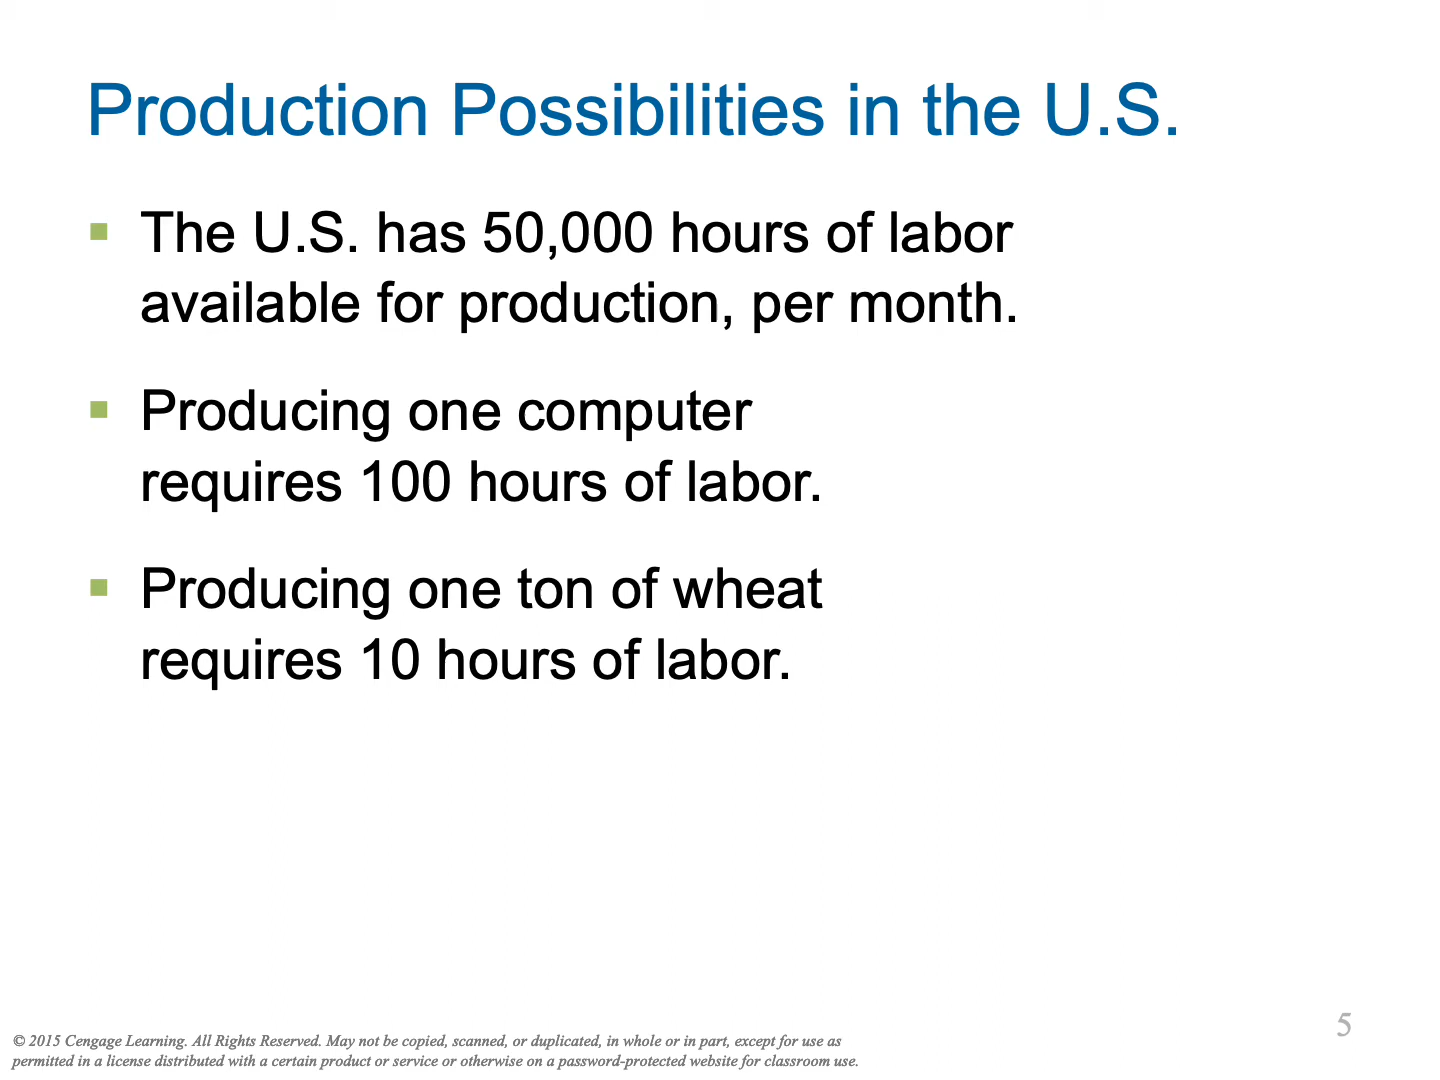 Production Possibilities in the U.S.
The U.S. has 50,000 hours of labor
available for production, per month.
Producing one computer
requires 100 hours of labor.
Producing one ton of wheat
requires 10 hours of labor.
5
© 2015 Cengage Learning. All Rights Reserved. May not be copied, scanned, or duplicated, in whole or in part, except for use as
permitted in a license distributed with a certain product or service or otherwise on a password-protected website for classroom use.